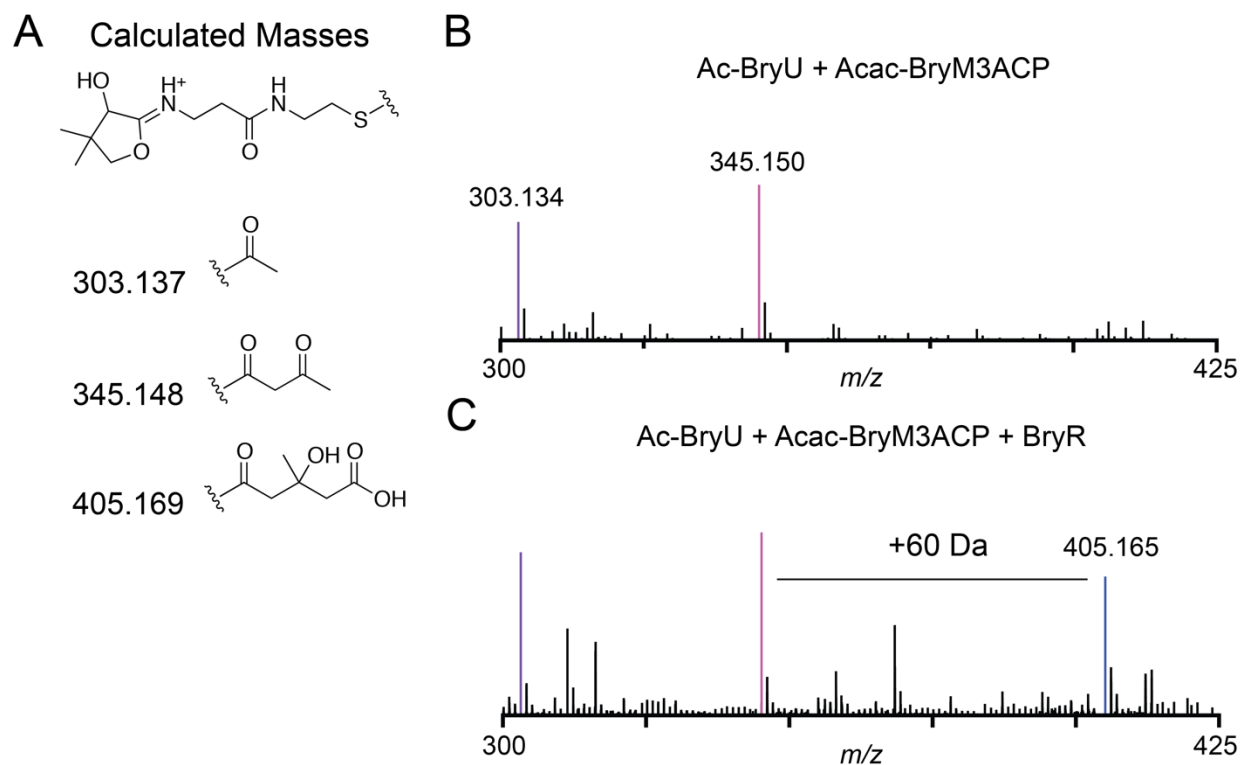 A
Calculated Masses
HO
H
N+
H
N
S
O
O
O
303.137
O
O
345.148
O
OH
O
OH
405.169
B
Ac-BryU + Acac-BryM3ACP
303.134
345.150
300
m/z
425
C
Ac-BryU + Acac-BryM3ACP + BryR
+60 Da
405.165
300
m/z
425